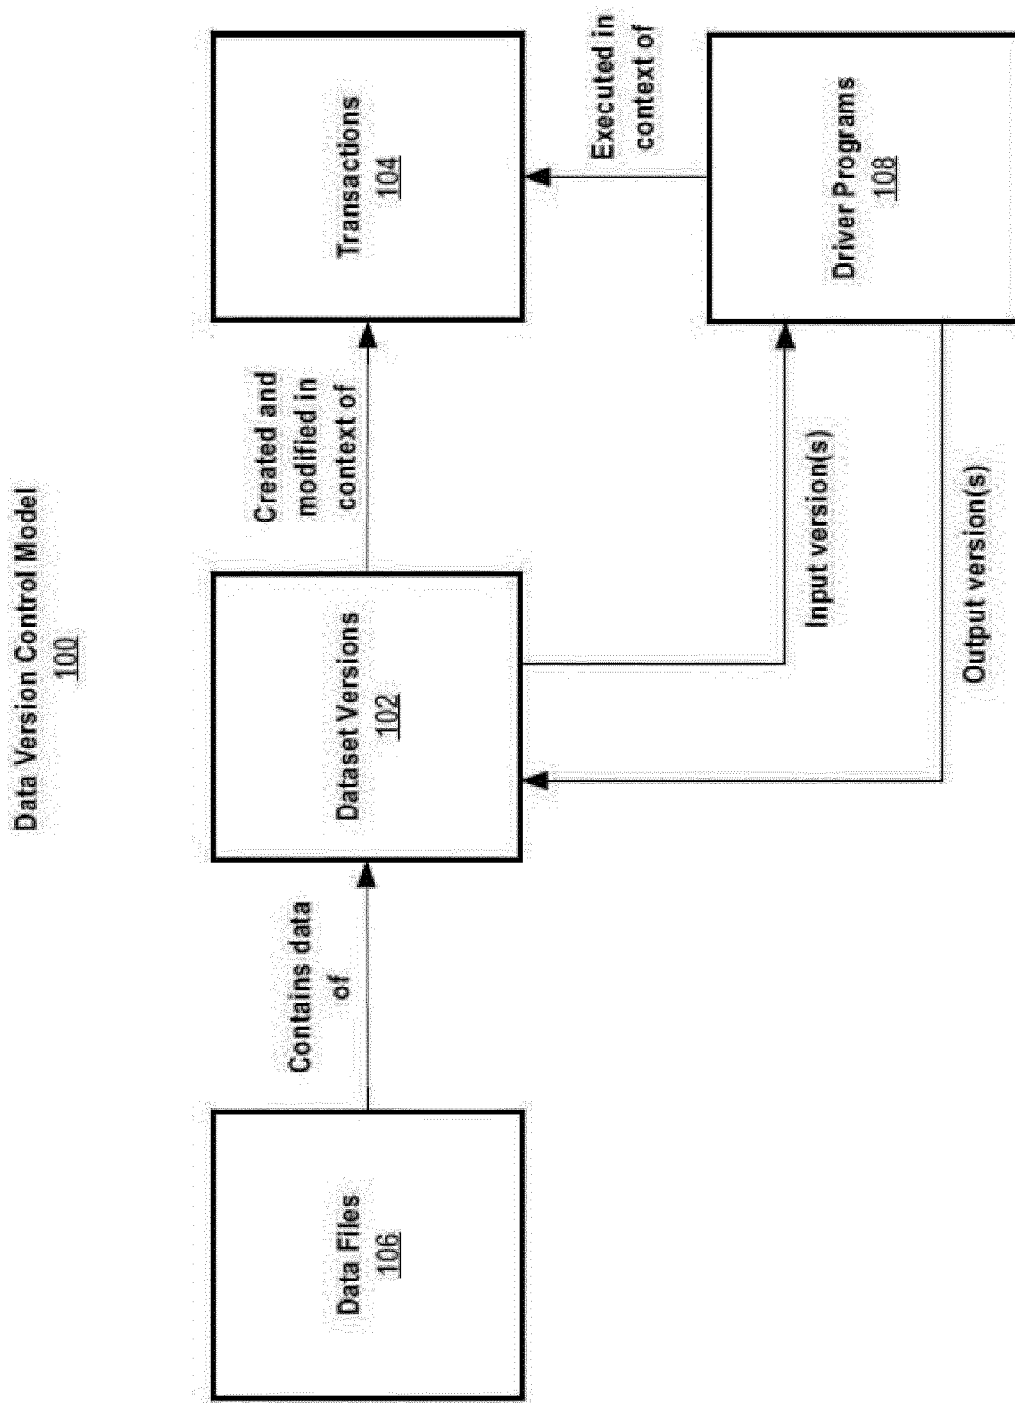 Data Version Control Model
100
Data Files
106
Contains data
of
Dataset Versions
102
Created and
modified in
context of
Transactions
104
Executed in
context of
Input version(s)
Output version(s)
Driver Programs
108